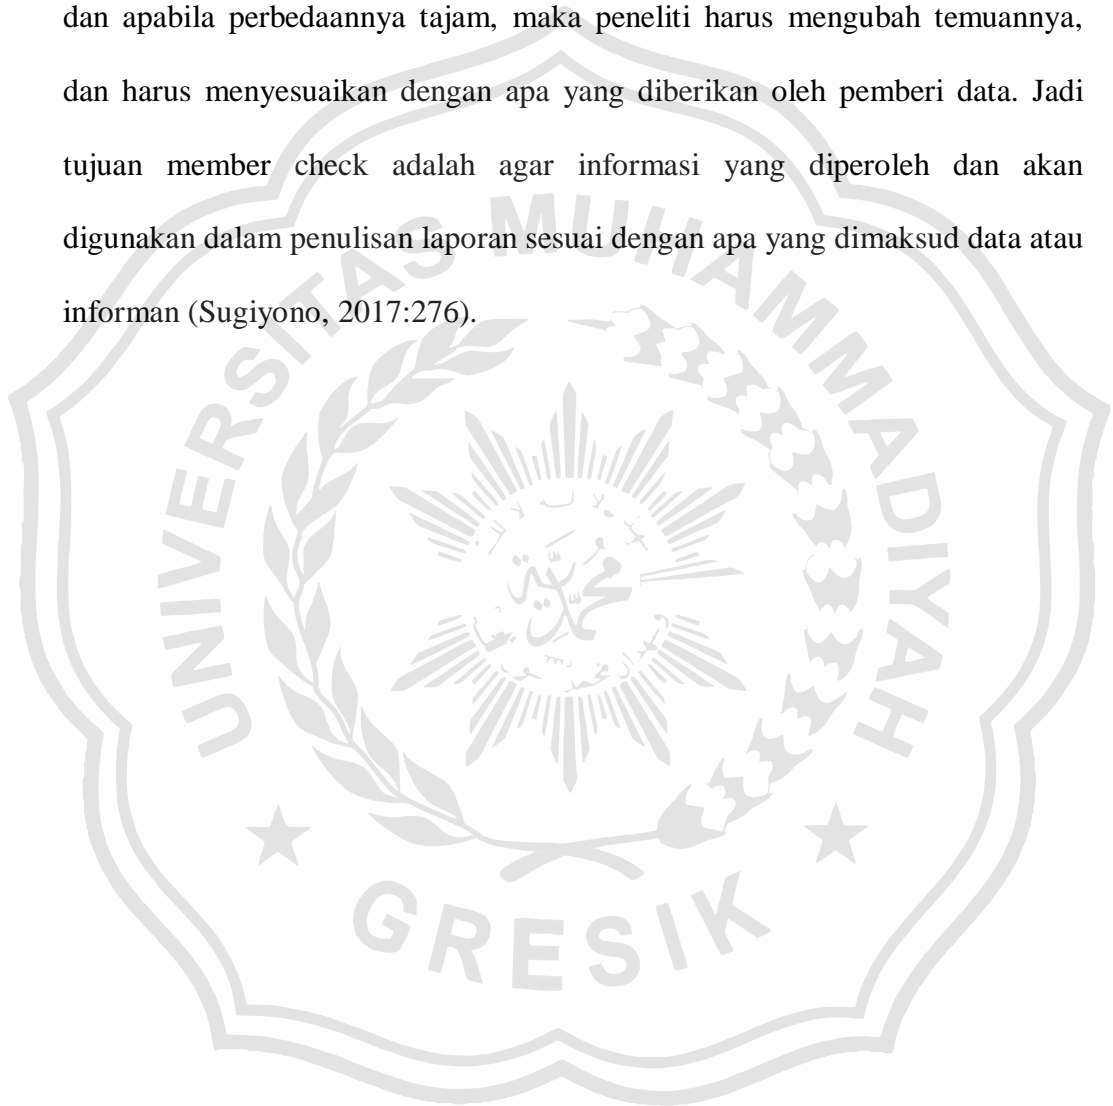 dan apabila perbedaannya tajam, maka peneliti harus mengubah temuannya,
dan harus menyesuaikan dengan apa yang diberikan oleh pemberi data. Jadi
tujuan member check adalah agar informasi yang diperoleh dan akan
digunakan dalam penulisan laporan sesuai dengan apa yang dimaksud data atau
informan (Sugiyono, 2017:276).
UNIVERSITAS MUHAMMADIYAH
محمدية
GRESIK